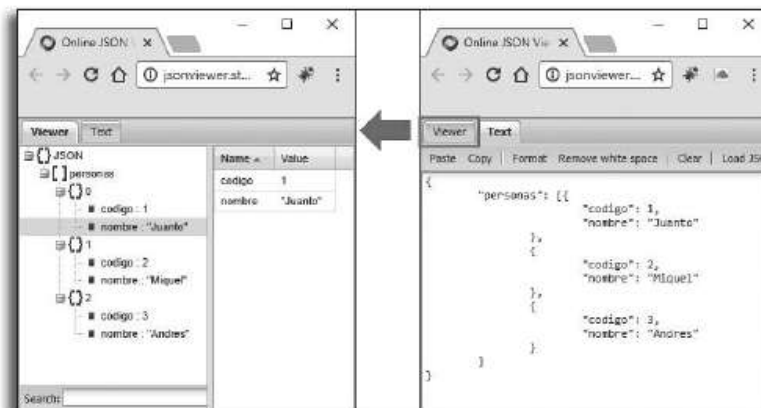 Online JSON
jsonviewer.st...
Viewer Text
JSON
personas
0
codigo : 1
nombre : "Juanto"
1
codigo : 2
nombre : "Miquel"
2
codigo : 3
nombre : "Andres"
Name Value
codigo 1
nombre "Juanto"
Search:
Online JSON Vie
jsonviewer...
Viewer Text
Paste Copy Format Remove white space Clear Load JSO
{
"personas": [{
"codigo": 1,
"nombre": "Juanto"
},
{
"codigo": 2,
"nombre": "Miquel"
},
{
"codigo": 3,
"nombre": "Andres"
}
]
}